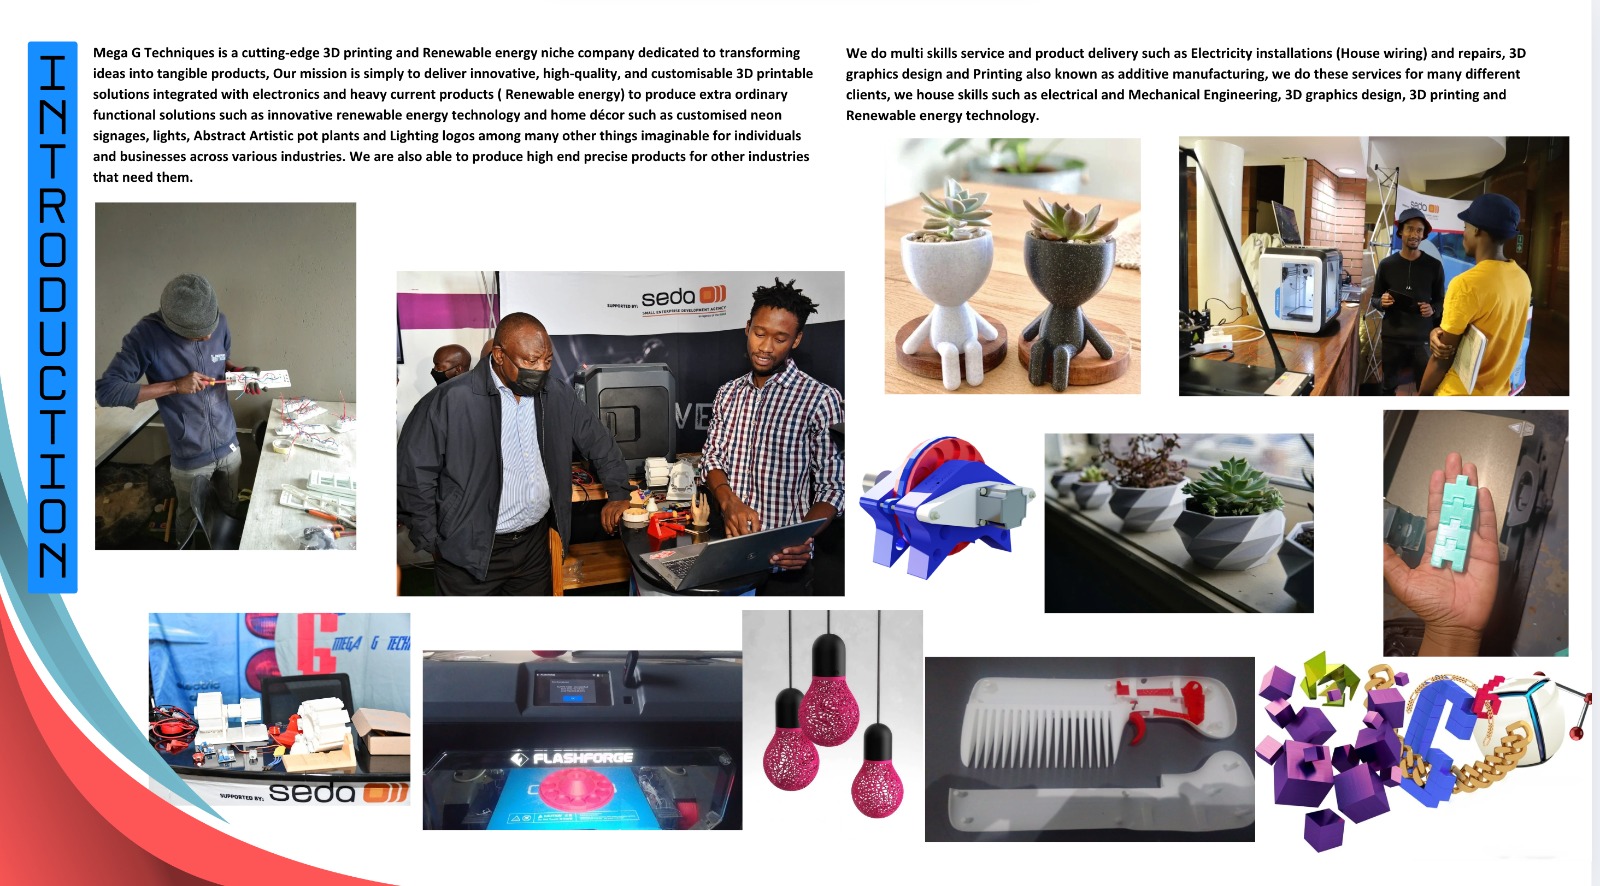 INTRODUCTION
Mega G Techniques is a cutting-edge 3D printing and Renewable energy niche company dedicated to transforming
ideas into tangible products, Our mission is simply to deliver innovative, high-quality, and customisable 3D printable
solutions integrated with electronics and heavy current products ( Renewable energy) to produce extra ordinary
functional solutions such as innovative renewable energy technology and home décor such as customised neon
signages, lights, Abstract Artistic pot plants and Lighting logos among many other things imaginable for individuals
and businesses across various industries. We are also able to produce high end precise products for other industries
that need them.
We do multi skills service and product delivery such as Electricity installations (House wiring) and repairs, 3D
graphics design and Printing also known as additive manufacturing, we do these services for many different
clients, we house skills such as electrical and Mechanical Engineering, 3D graphics design, 3D printing and
Renewable energy technology.
seda
SUPPORTED BY: seda
SMALL ENTERPRISE DEVELOPMENT AGENCY
VE
MEGA G TECH
SUPPORTED BY: seda
FLASHFORGE